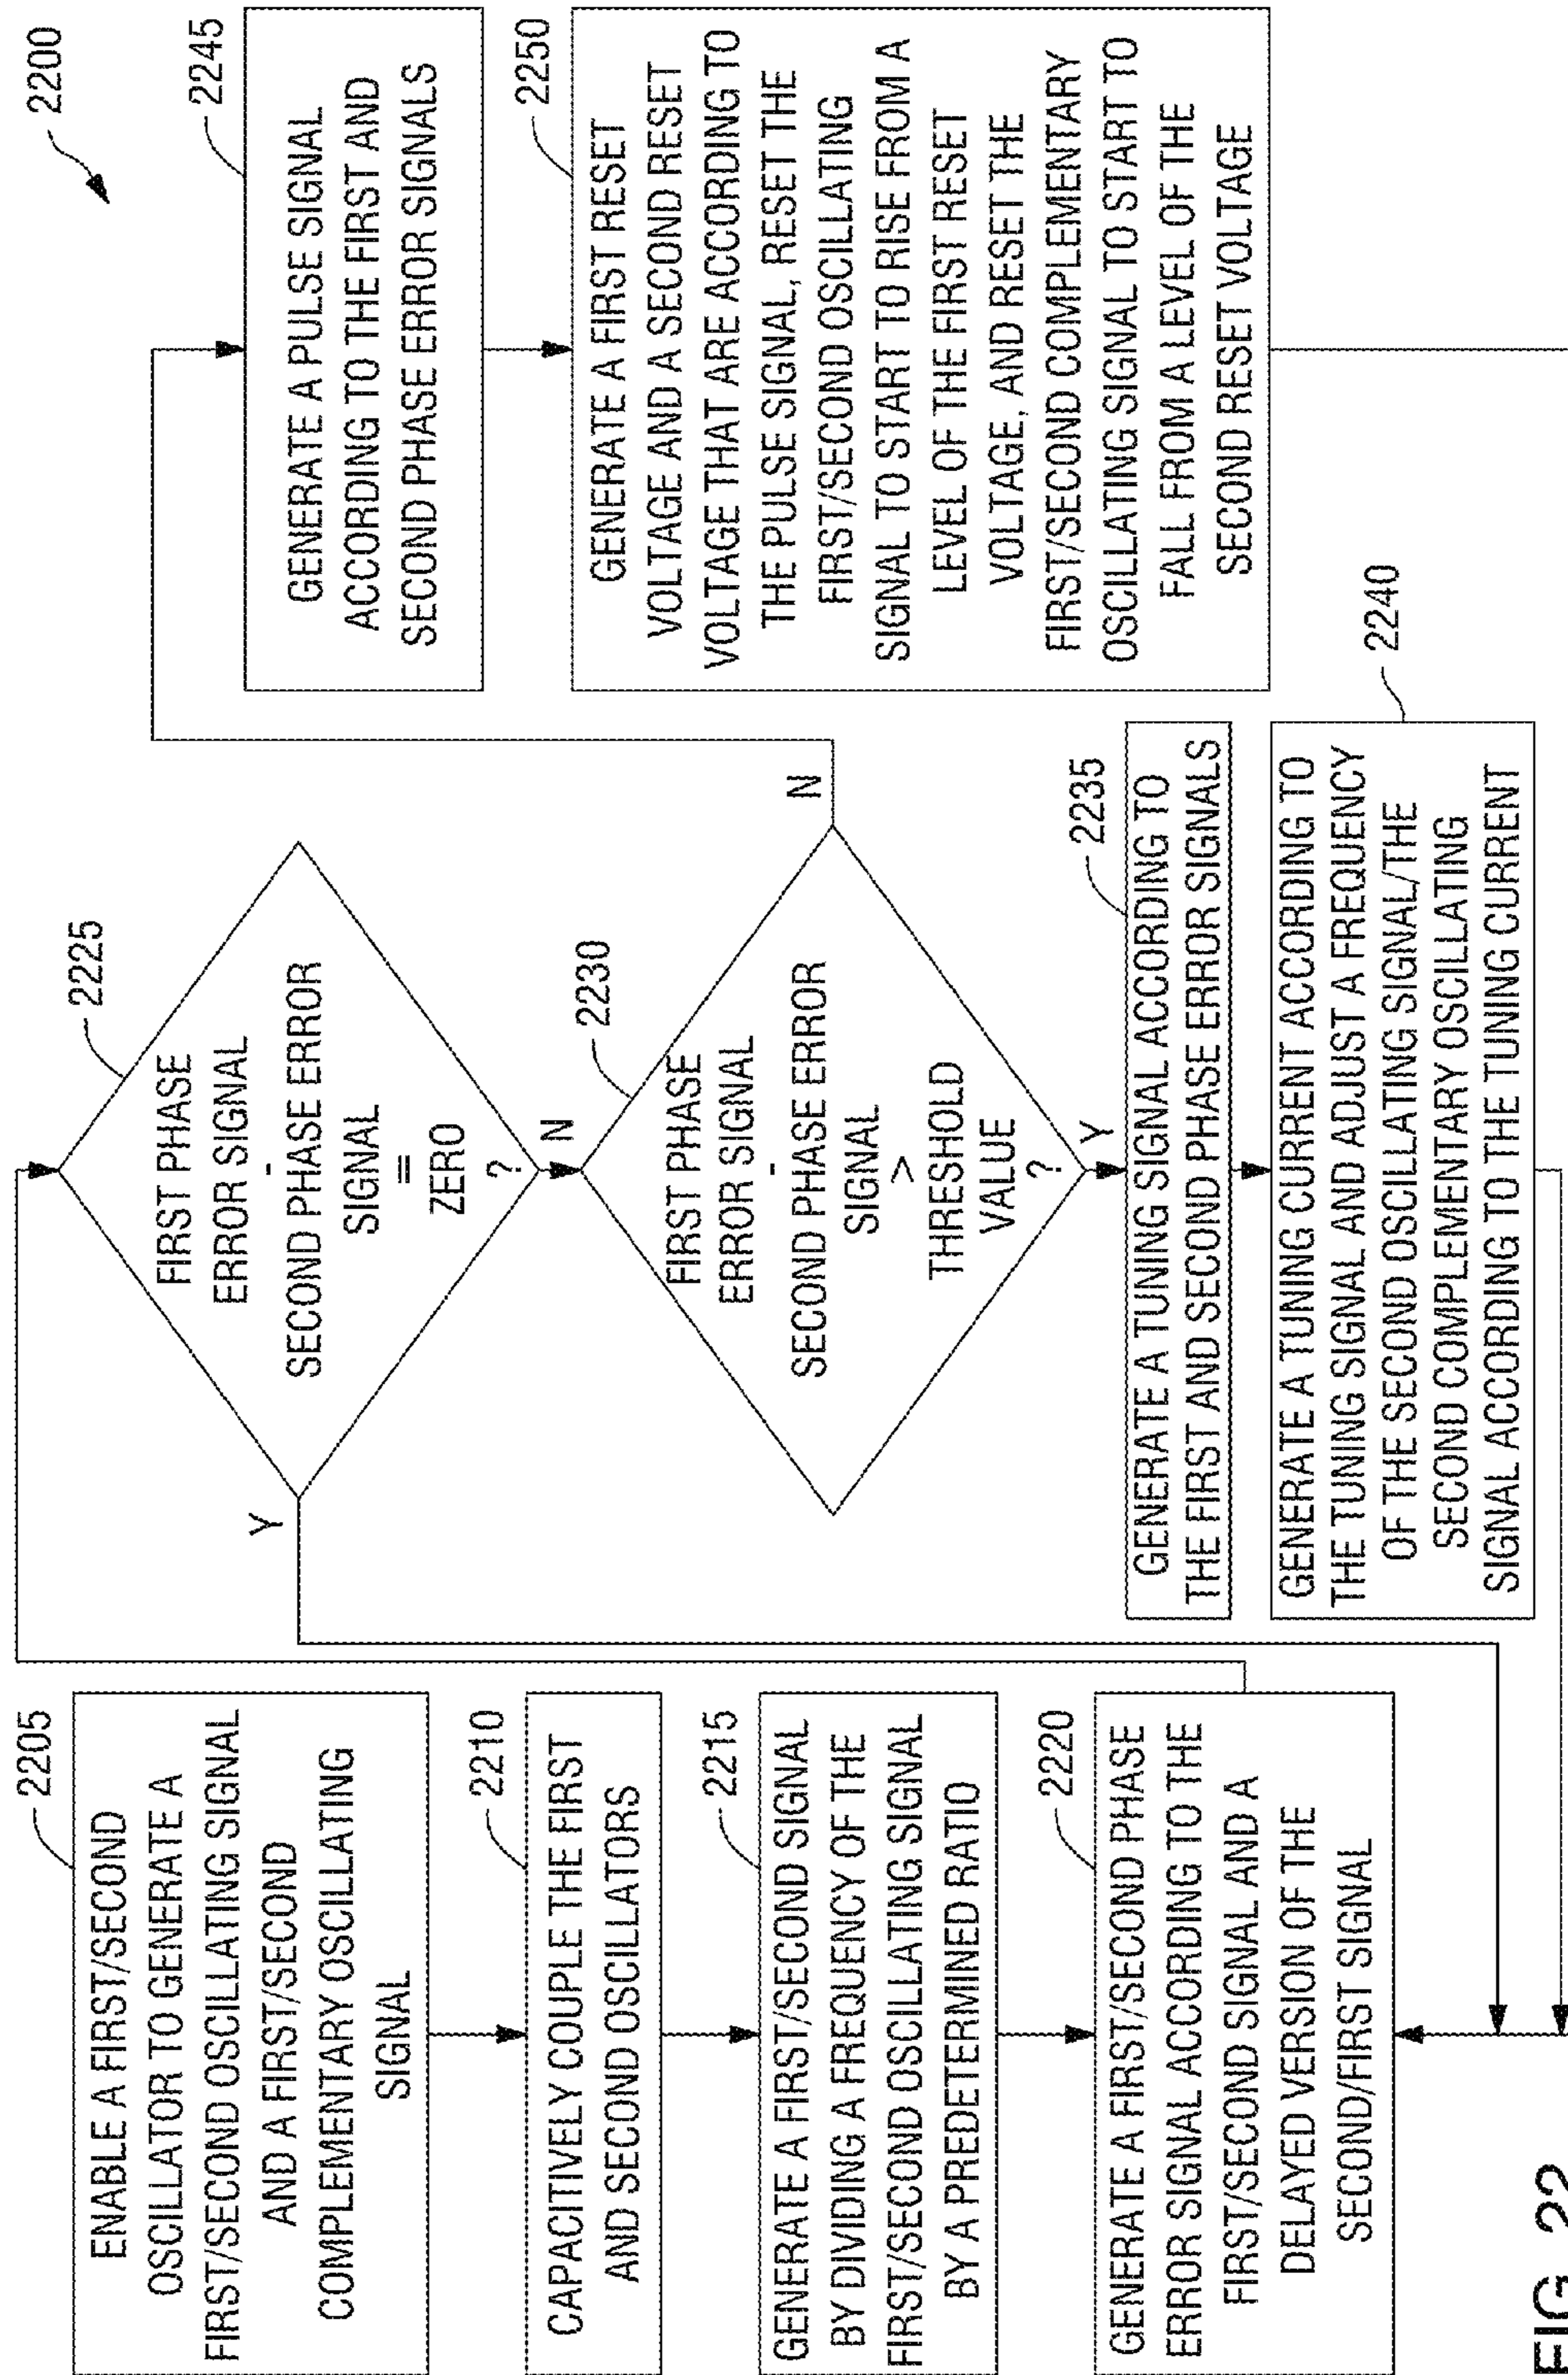 2200
2205
ENABLE A FIRST/SECOND
OSCILLATOR TO GENERATE A
FIRST/SECOND OSCILLATING SIGNAL
AND A FIRST/SECOND
COMPLEMENTARY OSCILLATING
SIGNAL
2210
CAPACITIVELY COUPLE THE FIRST
AND SECOND OSCILLATORS
2215
GENERATE A FIRST/SECOND SIGNAL
BY DIVIDING A FREQUENCY OF THE
FIRST/SECOND OSCILLATING SIGNAL
BY A PREDETERMINED RATIO
2220
GENERATE A FIRST/SECOND PHASE
ERROR SIGNAL ACCORDING TO THE
FIRST/SECOND SIGNAL AND A
DELAYED VERSION OF THE
SECOND/FIRST SIGNAL
2225
FIRST PHASE
ERROR SIGNAL
-
SECOND PHASE ERROR
SIGNAL
=
ZERO
?
Y
N
2230
FIRST PHASE
ERROR SIGNAL
-
SECOND PHASE ERROR
SIGNAL
>
THRESHOLD
VALUE
?
N
Y
2235
GENERATE A TUNING SIGNAL ACCORDING TO
THE FIRST AND SECOND PHASE ERROR SIGNALS
2240
GENERATE A TUNING CURRENT ACCORDING TO
THE TUNING SIGNAL AND ADJUST A FREQUENCY
OF THE SECOND OSCILLATING SIGNAL/THE
SECOND COMPLEMENTARY OSCILLATING
SIGNAL ACCORDING TO THE TUNING CURRENT
2245
GENERATE A PULSE SIGNAL
ACCORDING TO THE FIRST AND
SECOND PHASE ERROR SIGNALS
2250
GENERATE A FIRST RESET
VOLTAGE AND A SECOND RESET
VOLTAGE THAT ARE ACCORDING TO
THE PULSE SIGNAL, RESET THE
FIRST/SECOND OSCILLATING
SIGNAL TO START TO RISE FROM A
LEVEL OF THE FIRST RESET
VOLTAGE, AND RESET THE
FIRST/SECOND COMPLEMENTARY
OSCILLATING SIGNAL TO START TO
FALL FROM A LEVEL OF THE
SECOND RESET VOLTAGE
FIG. 22